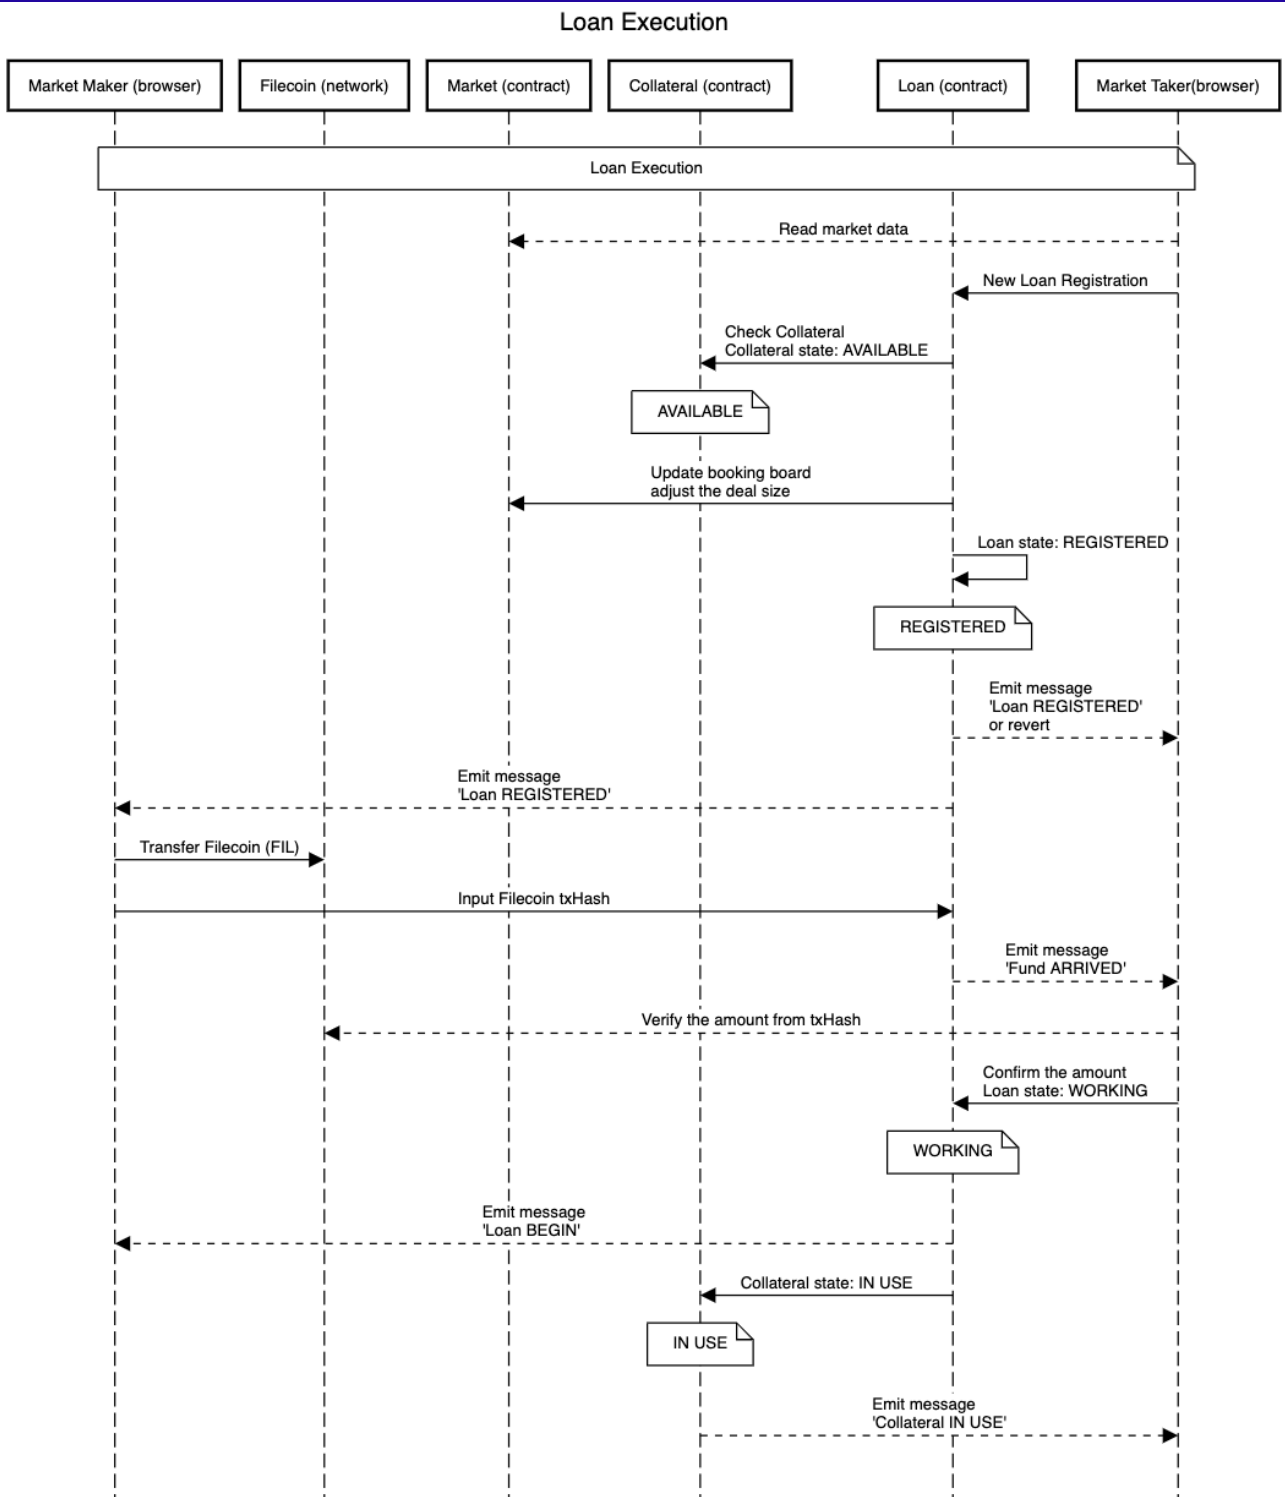 Loan Execution
Market Maker (browser)
Filecoin (network)
Market (contract)
Collateral (contract)
Loan (contract)
Market Taker(browser)
Loan Execution
Read market data
New Loan Registration
Check Collateral
Collateral state: AVAILABLE
AVAILABLE
Update booking board
adjust the deal size
Loan state: REGISTERED
REGISTERED
Emit message
'Loan REGISTERED'
or revert
Emit message
'Loan REGISTERED'
Transfer Filecoin (FIL)
Input Filecoin txHash
Emit message
'Fund ARRIVED'
Verify the amount from txHash
Confirm the amount
Loan state: WORKING
WORKING
Emit message
'Loan BEGIN'
Collateral state: IN USE
IN USE
Emit message
'Collateral IN USE'